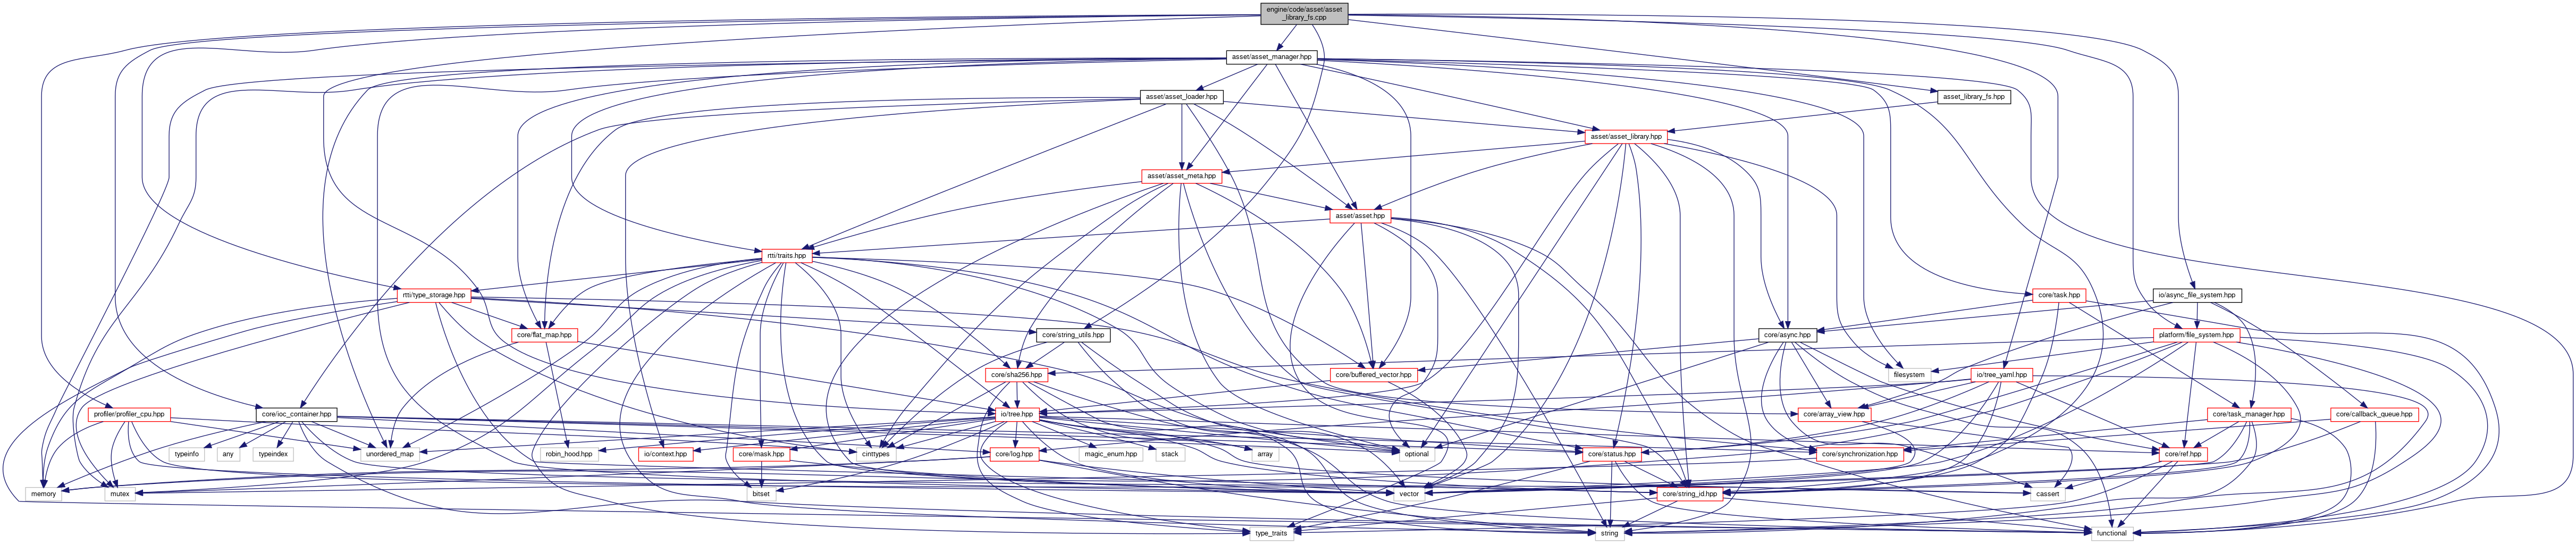 engine/code/asset/asset
_library_fs.cpp
asset/asset_manager.hpp
asset/asset_loader.hpp
asset_library_fs.hpp
asset/asset_library.hpp
asset/asset_meta.hpp
asset/asset.hpp
rtti/traits.hpp
rtti/type_storage.hpp
core/task.hpp
io/async_file_system.hpp
core/flat_map.hpp
core/string_utils.hpp
core/async.hpp
platform/file_system.hpp
core/sha256.hpp
core/buffered_vector.hpp
filesystem
io/tree_yaml.hpp
profiler/profiler_cpu.hpp
core/ioc_container.hpp
io/tree.hpp
core/array_view.hpp
core/task_manager.hpp
core/callback_queue.hpp
typeinfo
any
typeindex
unordered_map
robin_hood.hpp
io/context.hpp
core/mask.hpp
cinttypes
core/log.hpp
magic_enum.hpp
stack
array
optional
core/status.hpp
core/synchronization.hpp
core/ref.hpp
memory
mutex
bitset
vector
core/string_id.hpp
cassert
type_traits
string
functional